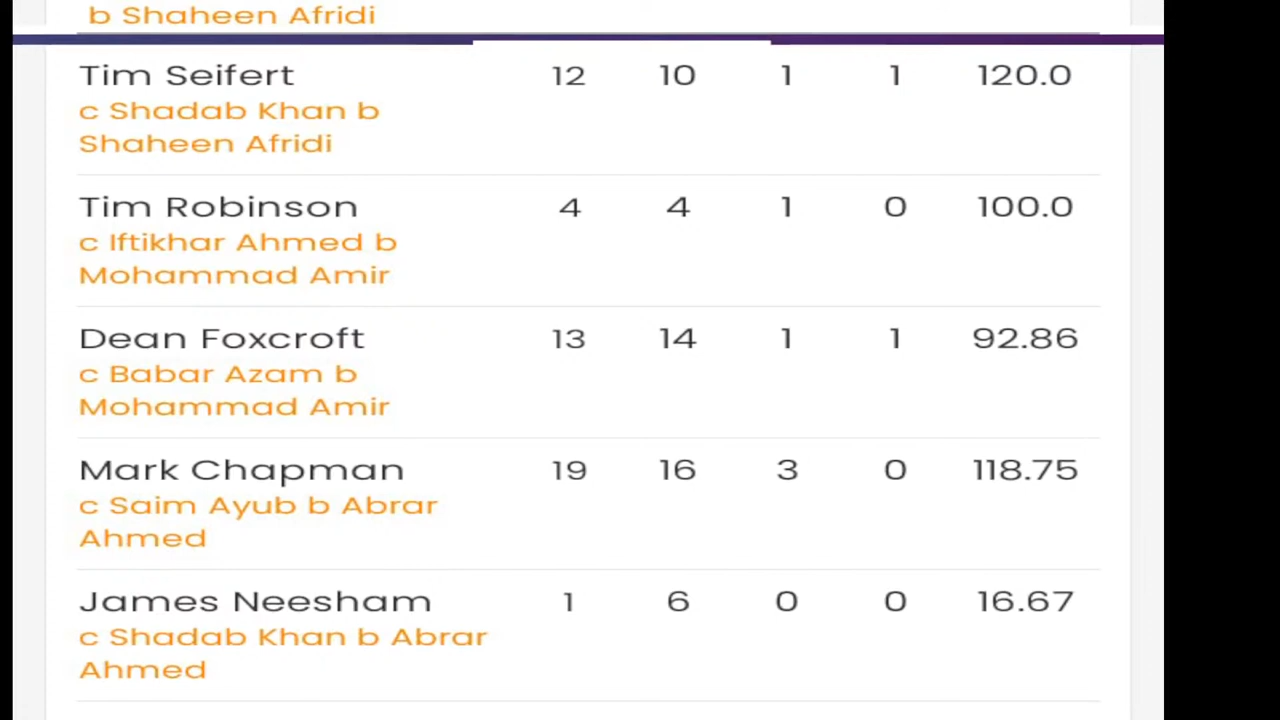 b Shaheen Afridi
Tim Seifert 12 10 1 1 120.0
c Shadab Khan b
Shaheen Afridi
Tim Robinson 4 4 1 0 100.0
c Iftikhar Ahmed b
Mohammad Amir
Dean Foxcroft 13 14 1 1 92.86
c Babar Azam b
Mohammad Amir
Mark Chapman 19 16 3 0 118.75
c Saim Ayub b Abrar
Ahmed
James Neesham 1 6 0 0 16.67
c Shadab Khan b Abrar
Ahmed